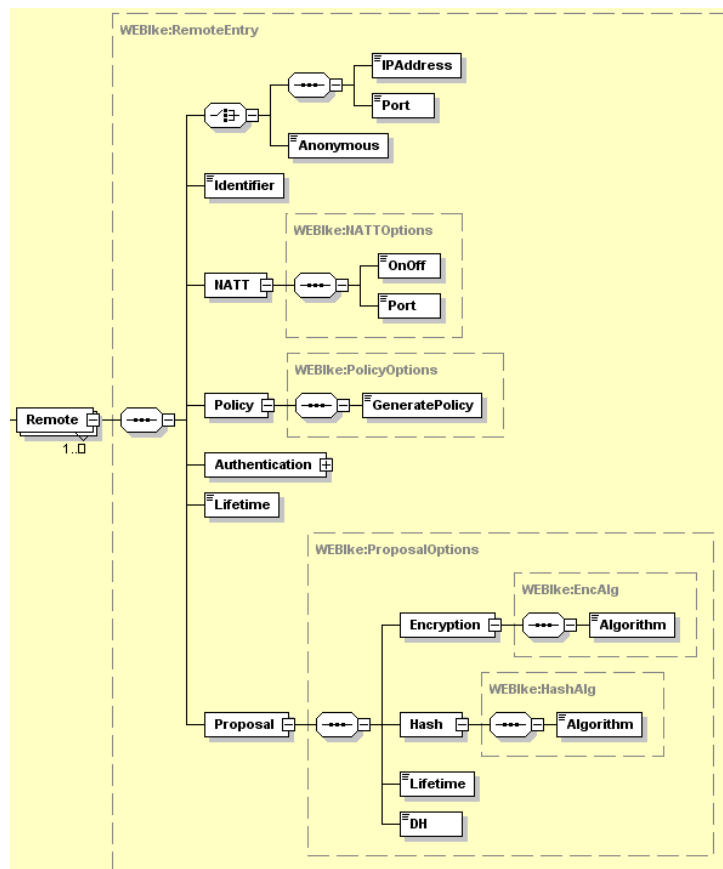 WEBIke:RemoteEntry
IPAddress
Port
Anonymous
Identifier
WEBIke:NATTOptions
NATT
OnOff
Port
WEBIke:PolicyOptions
Policy
GeneratePolicy
Remote
1..
Authentication
Lifetime
WEBIke:ProposalOptions
WEBIke:EncAlg
Encryption
Algorithm
WEBIke:HashAlg
Proposal
Hash
Algorithm
Lifetime
DH